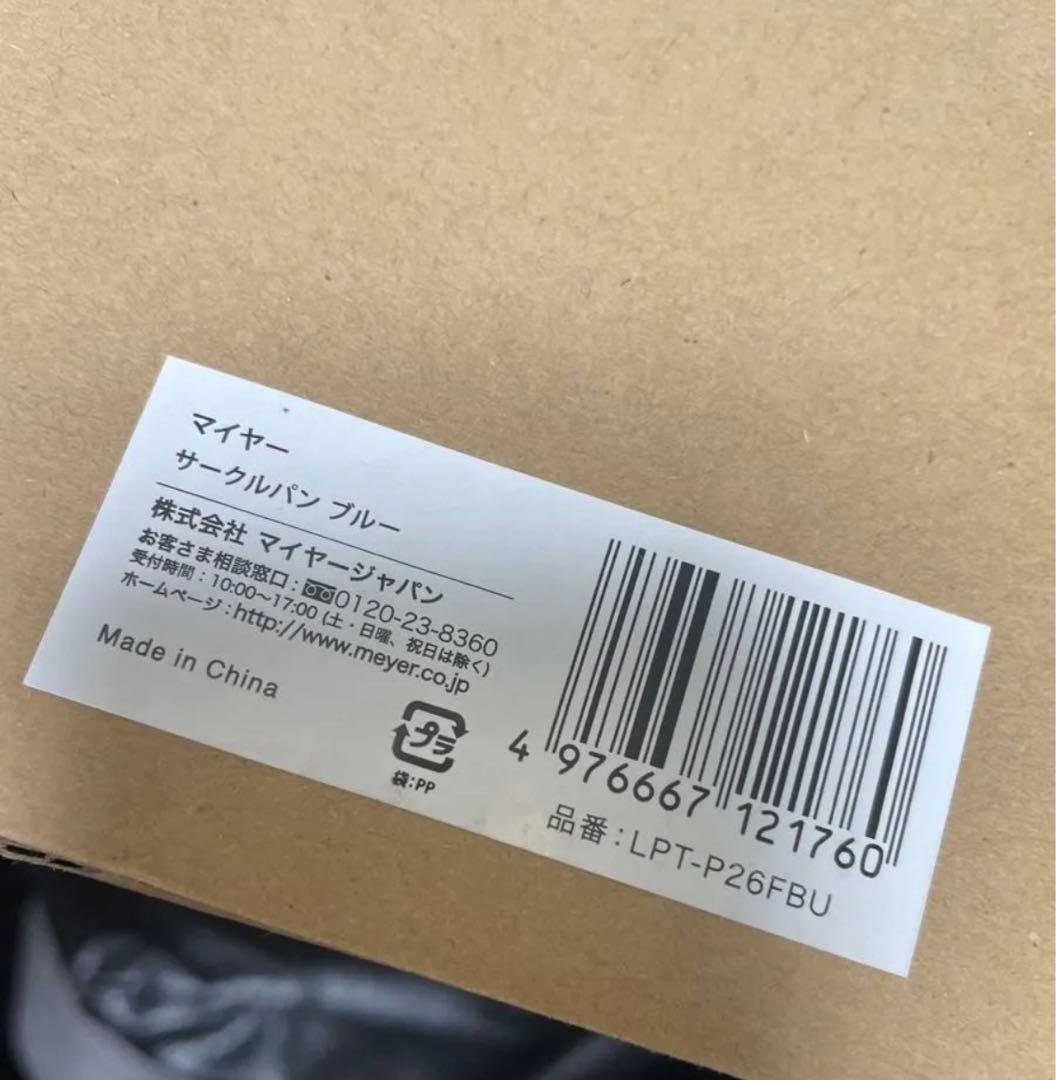 マイヤー
サークルパン ブルー
株式会社 マイヤージャパン
お客さま相談窓口：0120-23-8360
受付時間：10:00〜17:00 (土・日曜、祝日は除く)
ホームページ：http://www.meyer.co.jp
Made in China
プラ
袋:PP
4 976667 121760
品番：LPT-P26FBU